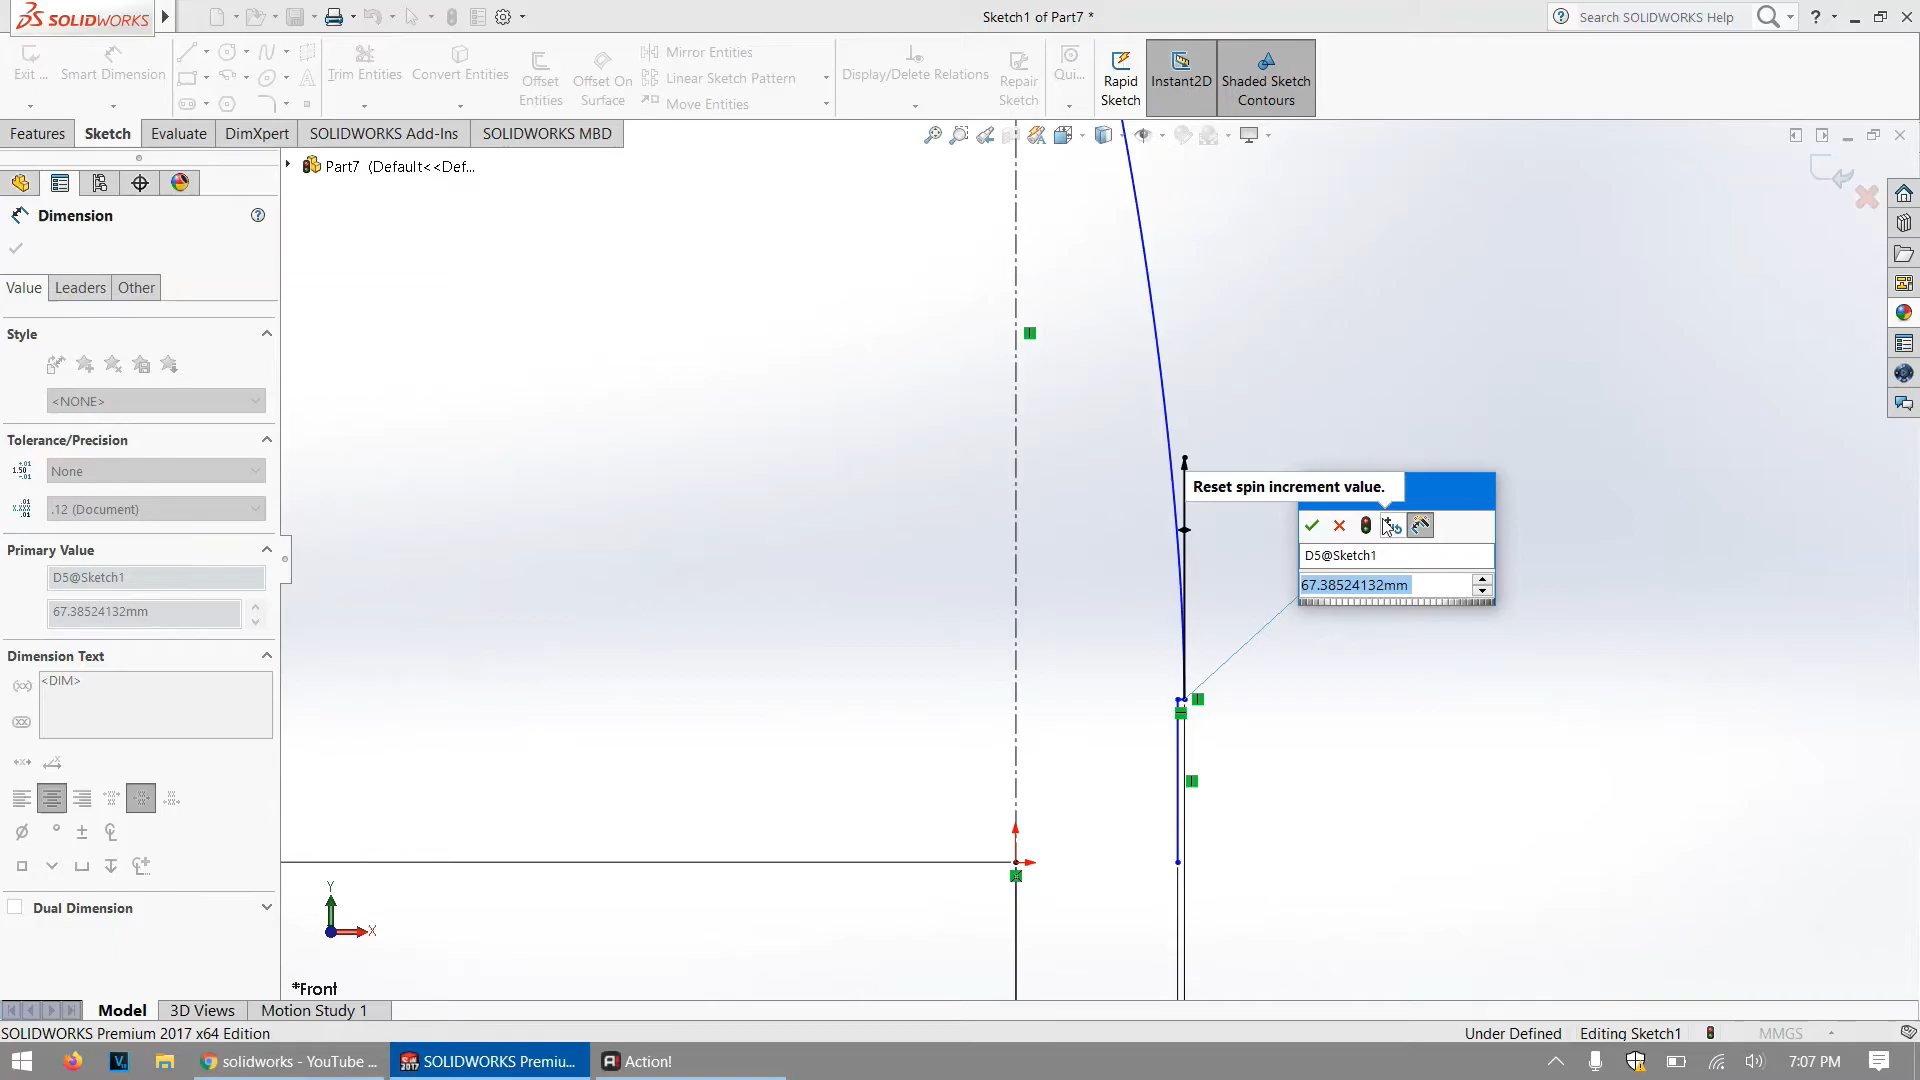 SOLIDWORKS
Sketch1 of Part7 *
Search SOLIDWORKS Help
Exit ...
Smart Dimension
Trim Entities
Convert Entities
Offset Entities
Offset On Surface
Mirror Entities
Linear Sketch Pattern
Move Entities
Display/Delete Relations
Repair Sketch
Qui...
Rapid Sketch
Instant2D
Shaded Sketch Contours
Features
Sketch
Evaluate
DimXpert
SOLIDWORKS Add-Ins
SOLIDWORKS MBD
Part7 (Default<<Def...
Dimension
Value
Leaders
Other
Style
<NONE>
Tolerance/Precision
None
.12 (Document)
Primary Value
D5@Sketch1
67.38524132mm
Dimension Text
<DIM>
Dual Dimension
Reset spin increment value.
D5@Sketch1
67.38524132mm
Y
X
*Front
Model
3D Views
Motion Study 1
SOLIDWORKS Premium 2017 x64 Edition
Under Defined
Editing Sketch1
MMGS
solidworks - YouTube ...
SOLIDWORKS Premiu...
Action!
7:07 PM